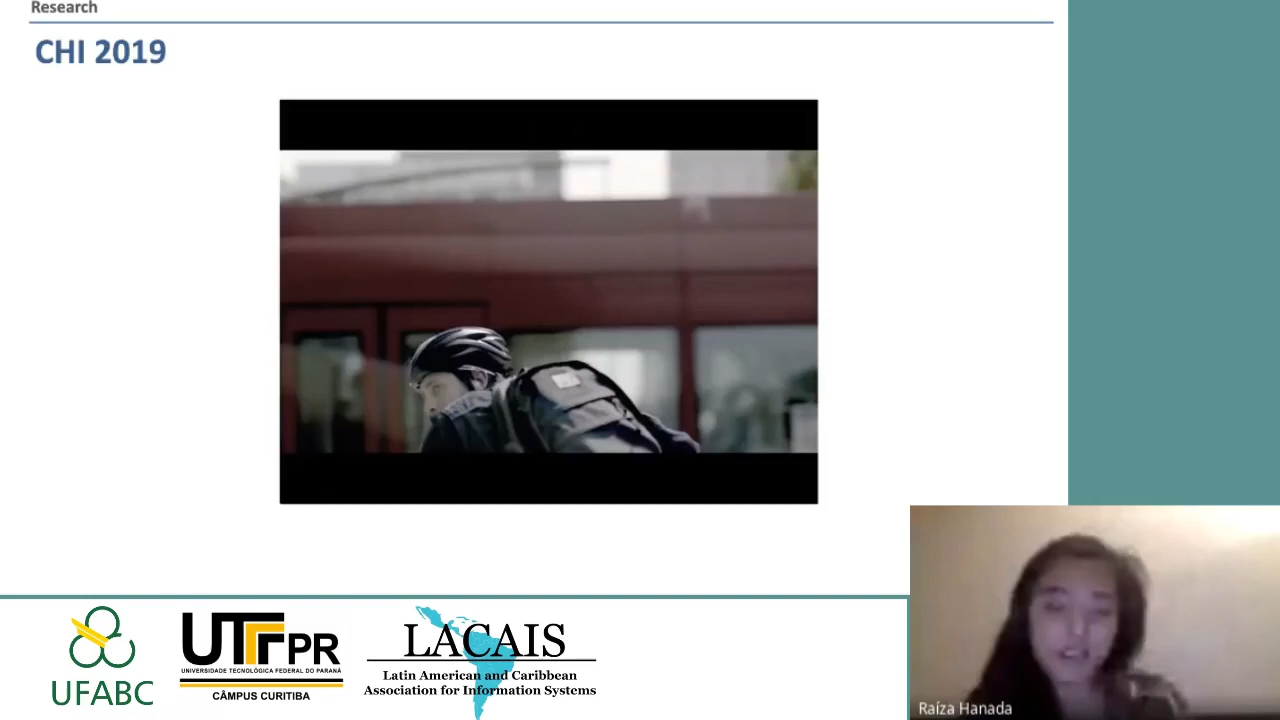 Research
CHI 2019
UFABC
UTFPR
UNIVERSIDADE TECNOLÓGICA FEDERAL DO PARANÁ
CÂMPUS CURITIBA
LACAIS
Latin American and Caribbean
Association for Information Systems
Raíza Hanada